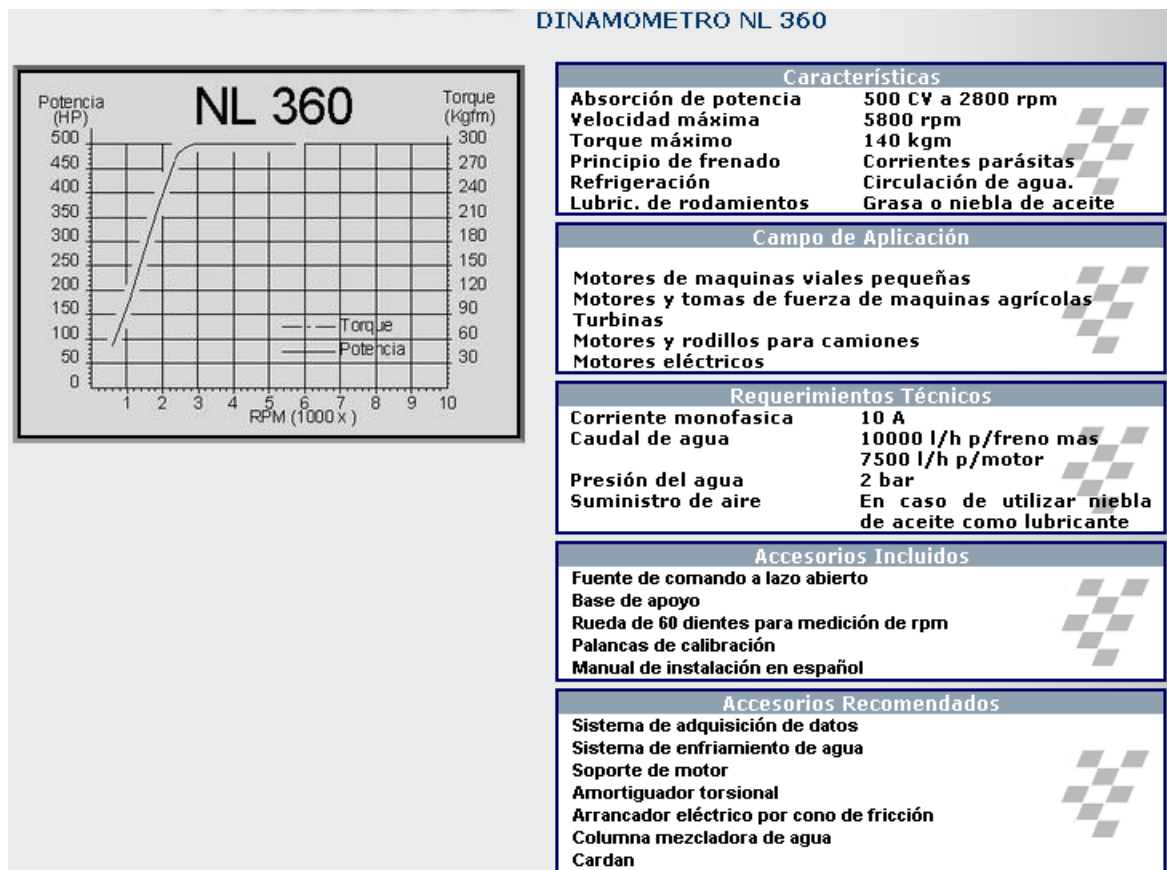 DINAMOMETRO NL 360
NL 360
Potencia
(HP)
Torque
(Kgfm)
500
450
400
350
300
250
200
150
100
50
0
300
270
240
210
180
150
120
90
60
30
Torque
Potencia
1 2 3 4 5 6 7 8 9 10
RPM (1000 x )
Características
Absorción de potencia 500 CV a 2800 rpm
Velocidad máxima 5800 rpm
Torque máximo 140 kgm
Principio de frenado Corrientes parásitas
Refrigeración Circulación de agua.
Lubric. de rodamientos Grasa o niebla de aceite
Campo de Aplicación
Motores de maquinas viales pequeñas
Motores y tomas de fuerza de maquinas agrícolas
Turbinas
Motores y rodillos para camiones
Motores eléctricos
Requerimientos Técnicos
Corriente monofasica 10 A
Caudal de agua 10000 l/h p/freno mas
7500 l/h p/motor
Presión del agua 2 bar
Suministro de aire En caso de utilizar niebla
de aceite como lubricante
Accesorios Incluidos
Fuente de comando a lazo abierto
Base de apoyo
Rueda de 60 dientes para medición de rpm
Palancas de calibración
Manual de instalación en español
Accesorios Recomendados
Sistema de adquisición de datos
Sistema de enfriamiento de agua
Soporte de motor
Amortiguador torsional
Arrancador eléctrico por cono de fricción
Columna mezcladora de agua
Cardan